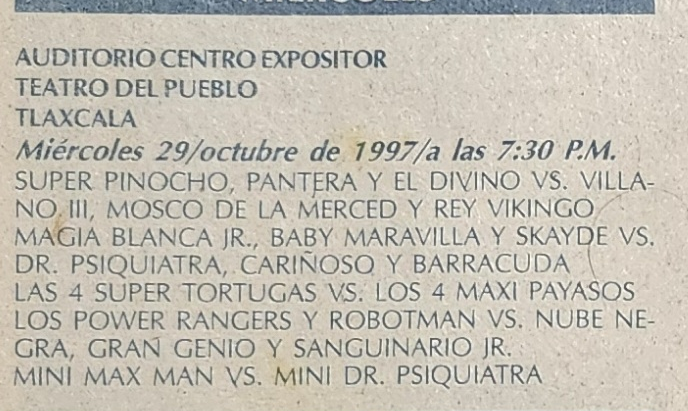 AUDITORIO CENTRO EXPOSITOR
TEATRO DEL PUEBLO
TLAXCALA
Miércoles 29/octubre de 1997/a las 7:30 P.M.
SUPER PINOCHO, PANTERA Y EL DIVINO VS. VILLA-
NO III, MOSCO DE LA MERCED Y REY VIKINGO
MAGIA BLANCA JR., BABY MARAVILLA Y SKAYDE VS.
DR. PSIQUIATRA, CARIÑOSO Y BARRACUDA
LAS 4 SUPER TORTUGAS VS. LOS 4 MAXI PAYASOS
LOS POWER RANGERS Y ROBOTMAN VS. NUBE NE-
GRA, GRAN GENIO Y SANGUINARIO JR.
MINI MAX MAN VS. MINI DR. PSIQUIATRA